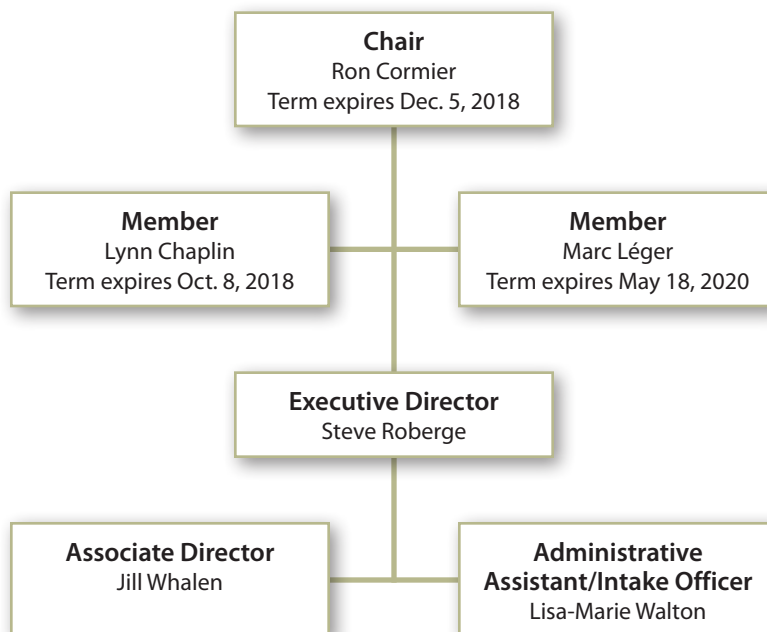 Chair
Ron Cormier
Term expires Dec. 5, 2018
Member
Lynn Chaplin
Term expires Oct. 8, 2018
Member
Marc Léger
Term expires May 18, 2020
Executive Director
Steve Roberge
Associate Director
Jill Whalen
Administrative
Assistant/Intake Officer
Lisa-Marie Walton